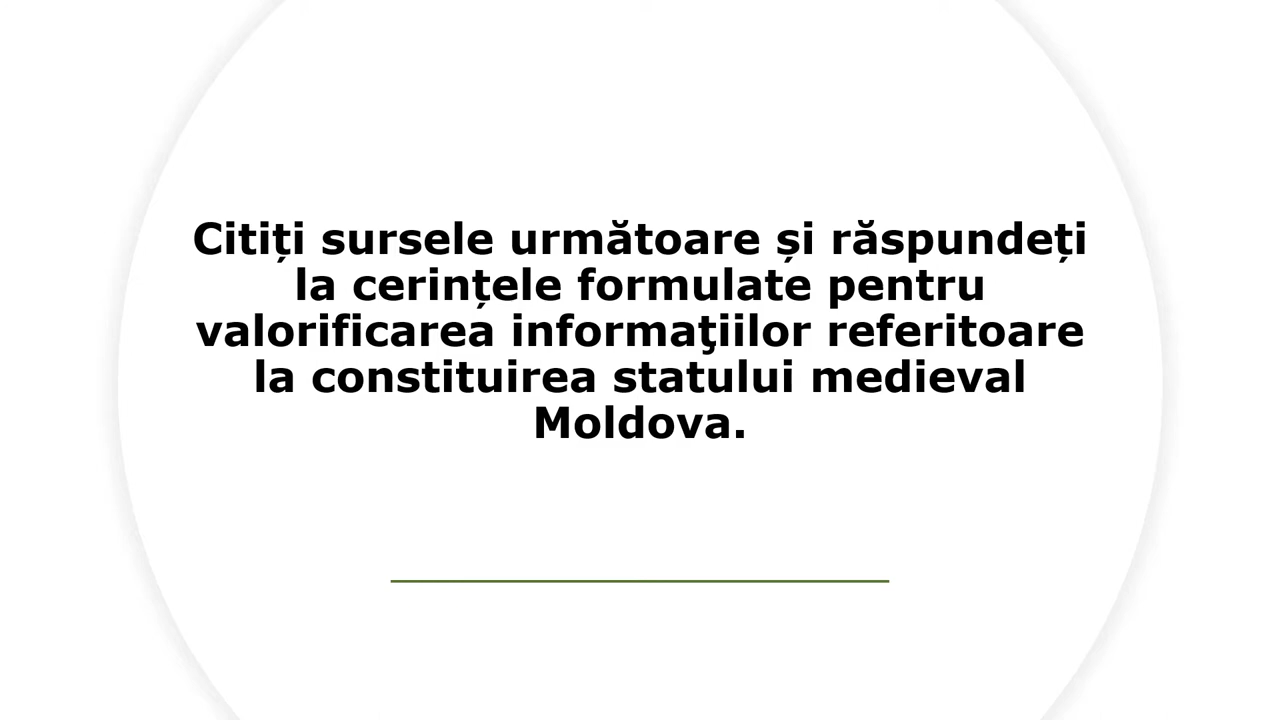 Citiți sursele următoare și răspundeți
la cerințele formulate pentru
valorificarea informaţiilor referitoare
la constituirea statului medieval
Moldova.